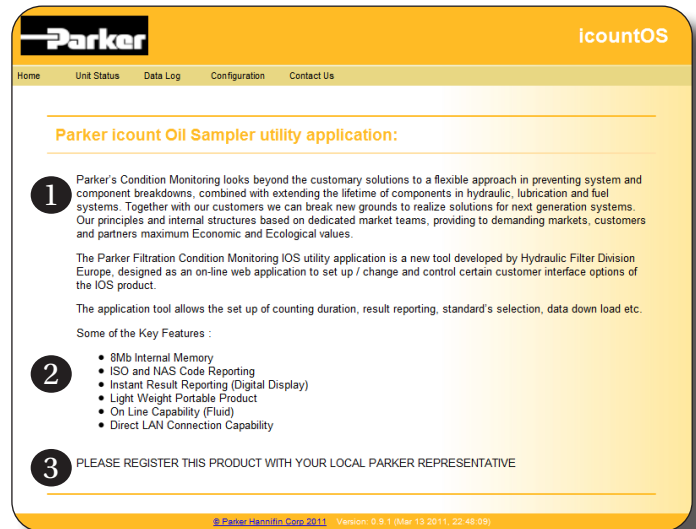 Parker
icountOS
Home Unit Status Data Log Configuration Contact Us
Parker icount Oil Sampler utility application:
1
Parker's Condition Monitoring looks beyond the customary solutions to a flexible approach in preventing system and
component breakdowns, combined with extending the lifetime of components in hydraulic, lubrication and fuel
systems. Together with our customers we can break new grounds to realize solutions for next generation systems.
Our principles and internal structures based on dedicated market teams, providing to demanding markets, customers
and partners maximum Economic and Ecological values.
The Parker Filtration Condition Monitoring IOS utility application is a new tool developed by Hydraulic Filter Division
Europe, designed as an on-line web application to set up / change and control certain customer interface options of
the IOS product.
The application tool allows the set up of counting duration, result reporting, standard's selection, data down load etc.
Some of the Key Features :
2
• 8Mb Internal Memory
• ISO and NAS Code Reporting
• Instant Result Reporting (Digital Display)
• Light Weight Portable Product
• On Line Capability (Fluid)
• Direct LAN Connection Capability
3
PLEASE REGISTER THIS PRODUCT WITH YOUR LOCAL PARKER REPRESENTATIVE
© Parker Hannifin Corp 2011 Version: 0.9.1 (Mar 13 2011, 22:48:09)